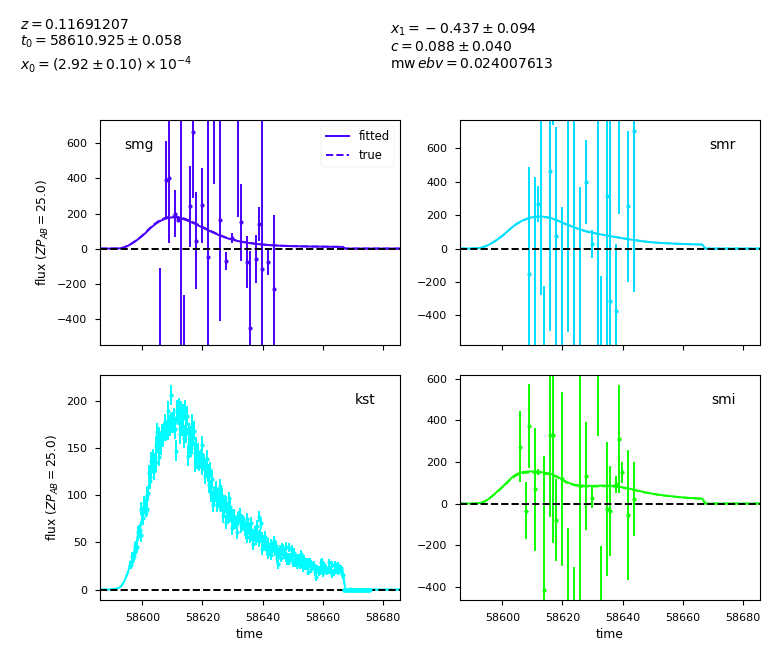 z = 0.11691207
t₀ = 58610.925 ± 0.058
x₀ = (2.92 ± 0.10) × 10⁻⁴
x₁ = −0.437 ± 0.094
c = 0.088 ± 0.040
mw ebv = 0.024007613
smg
fitted
true
600
400
200
0
−200
−400
flux (ZP_AB = 25.0)
smr
600
400
200
0
−200
−400
kst
200
150
100
50
0
flux (ZP_AB = 25.0)
58600 58620 58640 58660 58680
time
smi
600
400
200
0
−200
−400
58600 58620 58640 58660 58680
time